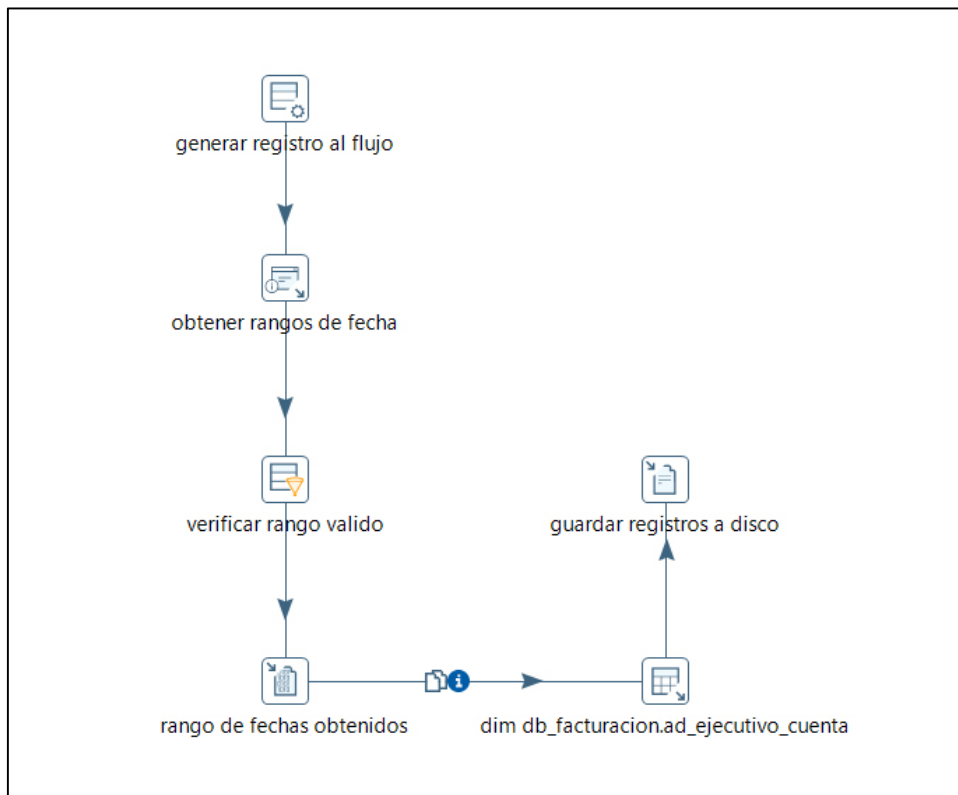 generar registro al flujo
obtener rangos de fecha
verificar rango valido
guardar registros a disco
rango de fechas obtenidos
dim db_facturacion.ad_ejecutivo_cuenta